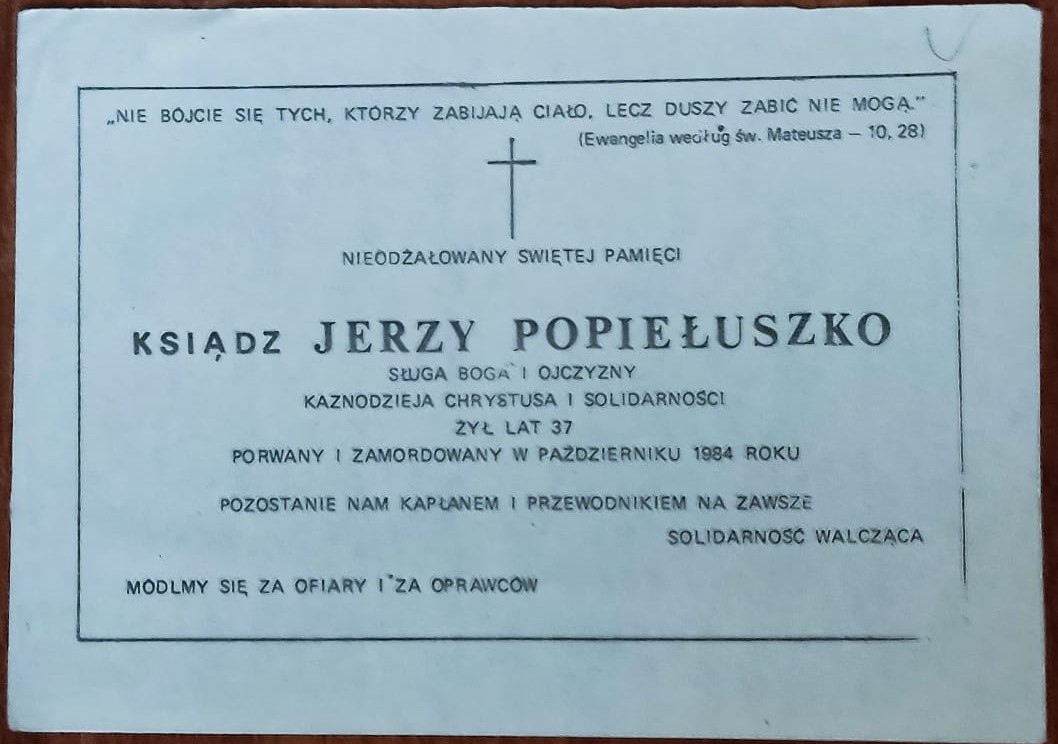 „NIE BÓJCIE SIĘ TYCH, KTÓRZY ZABIJAJĄ CIAŁO, LECZ DUSZY ZABIĆ NIE MOGĄ.”
(Ewangelia według św. Mateusza — 10, 28)
NIEODŻAŁOWANY ŚWIĘTEJ PAMIĘCI
KSIĄDZ JERZY POPIEŁUSZKO
SŁUGA BOGA I OJCZYZNY
KAZNODZIEJA CHRYSTUSA I SOLIDARNOŚCI
ŻYŁ LAT 37
PORWANY I ZAMORDOWANY W PAŹDZIERNIKU 1984 ROKU
POZOSTANIE NAM KAPŁANEM I PRZEWODNIKIEM NA ZAWSZE
SOLIDARNOŚĆ WALCZĄCA
MÓDLMY SIĘ ZA OFIARY I ZA OPRAWCÓW